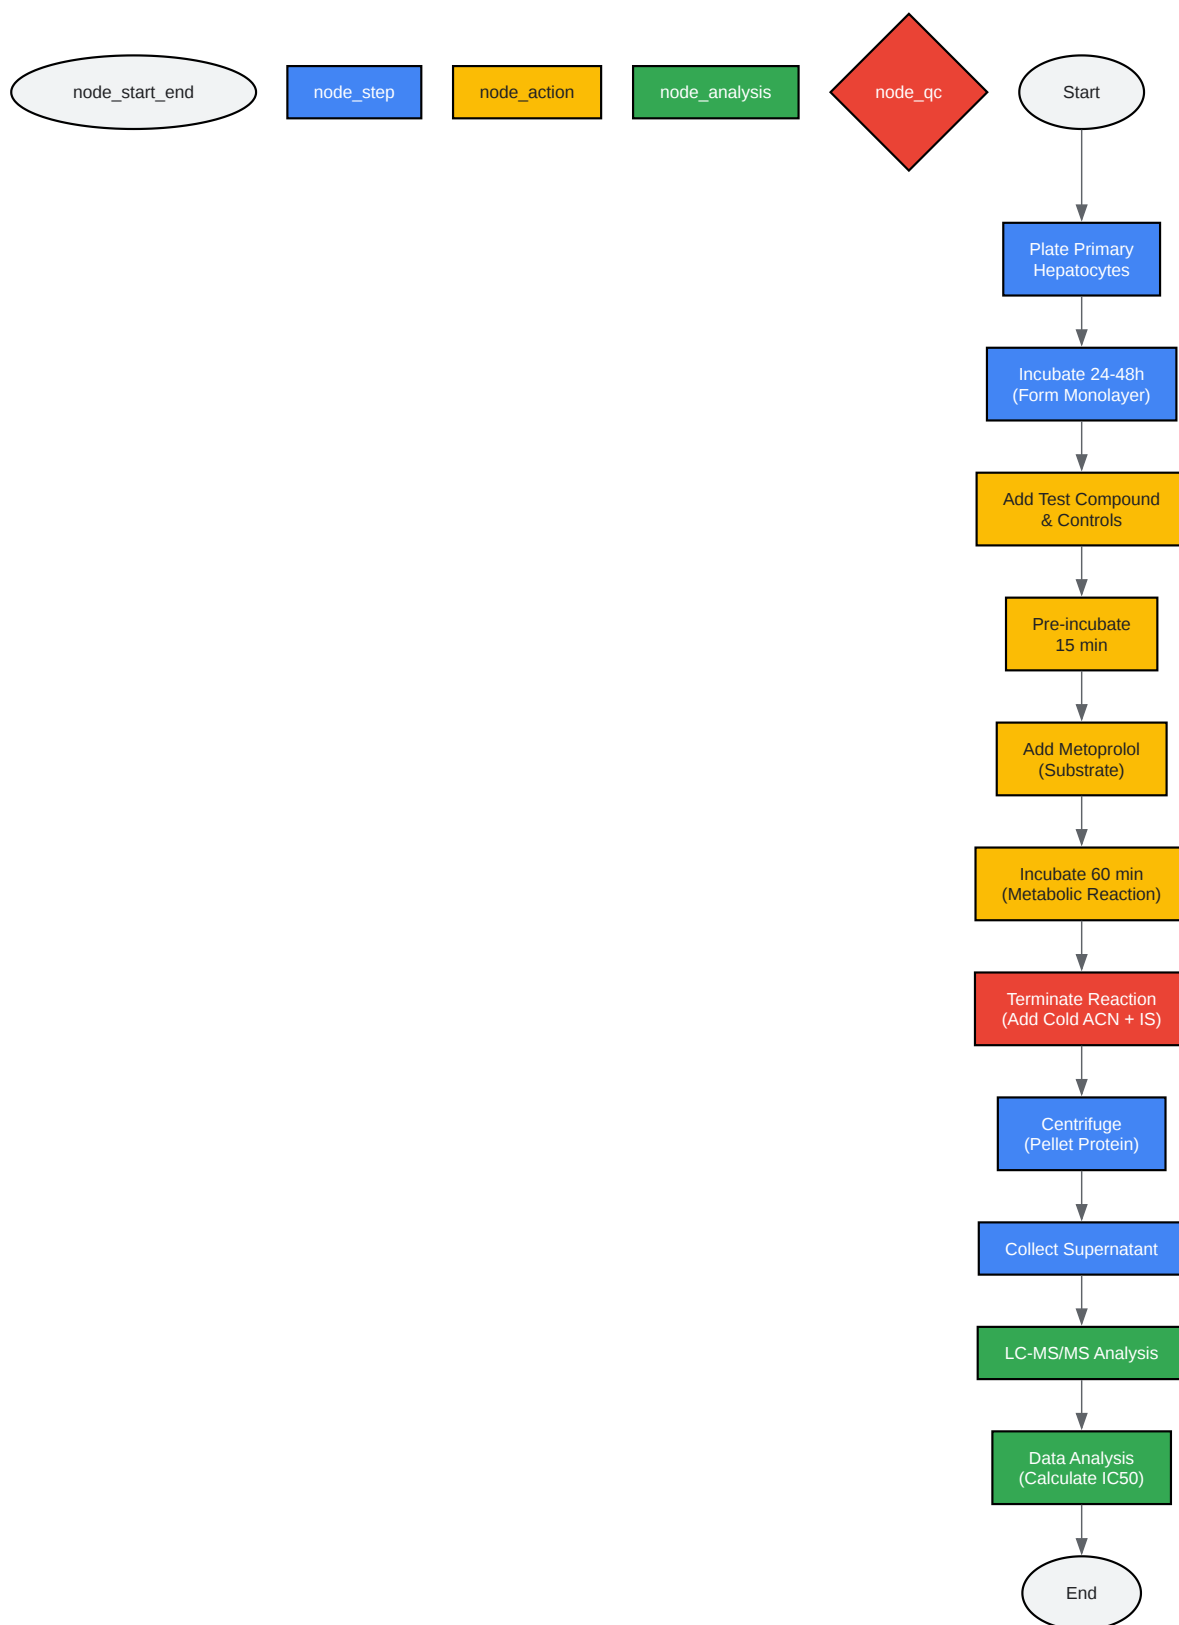 node_start_end
node_step
node_action
node_analysis
node_qc
Start
Plate Primary
Hepatocytes
Incubate 24-48h
(Form Monolayer)
Add Test Compound
& Controls
Pre-incubate
15 min
Add Metoprolol
(Substrate)
Incubate 60 min
(Metabolic Reaction)
Terminate Reaction
(Add Cold ACN + IS)
Centrifuge
(Pellet Protein)
Collect Supernatant
LC-MS/MS Analysis
Data Analysis
(Calculate IC50)
End